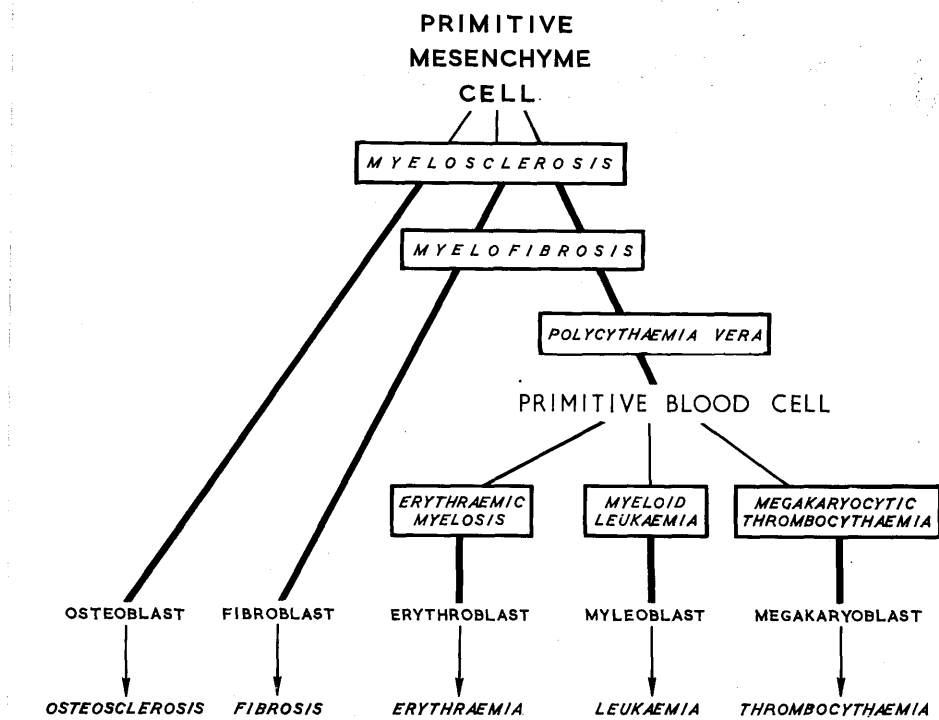 PRIMITIVE
MESENCHYME
CELL
MYELOSCLEROSIS
MYELOFIBROSIS
POLYCYTHAEMIA VERA
PRIMITIVE BLOOD CELL
ERYTHRAEMIC
MYELOSIS
MYELOID
LEUKAEMIA
MEGAKARYOCYTIC
THROMBOCYTHAEMIA
OSTEOBLAST
FIBROBLAST
ERYTHROBLAST
MYLEOBLAST
MEGAKARYOBLAST
OSTEOSCLEROSIS
FIBROSIS
ERYTHRAEMIA
LEUKAEMIA
THROMBOCYTHAEMIA